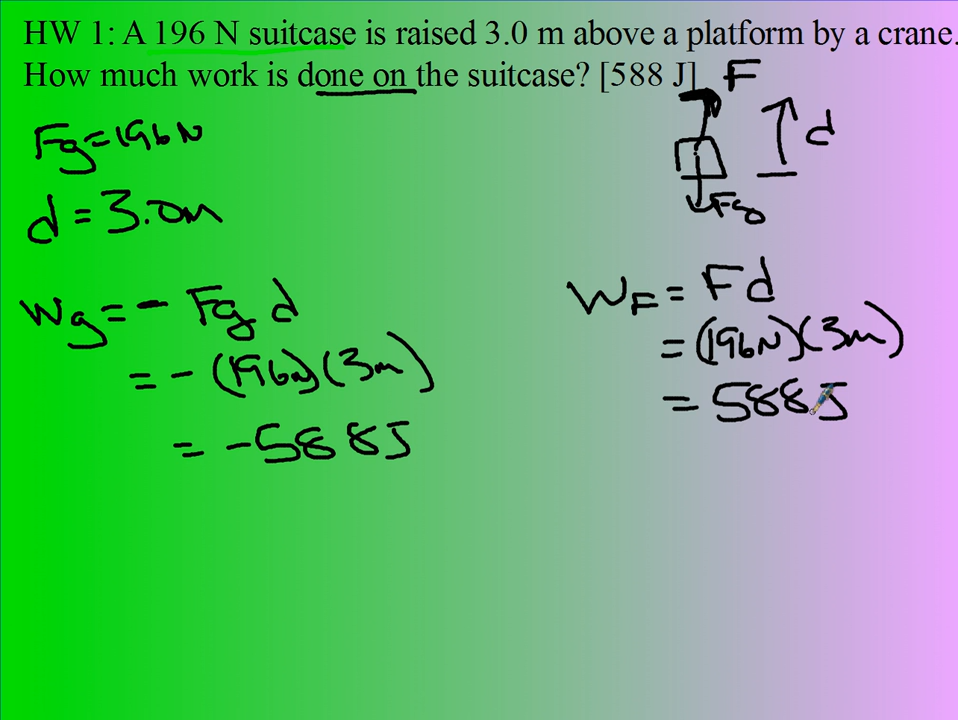 HW 1: A 196 N suitcase is raised 3.0 m above a platform by a crane.
How much work is done on the suitcase? [588 J]
F
d
Fg
Fg = 196N
d = 3.0m
Wg = - Fg d
= - (196N)(3m)
= -588J
WF = Fd
= (196N)(3m)
= 588J